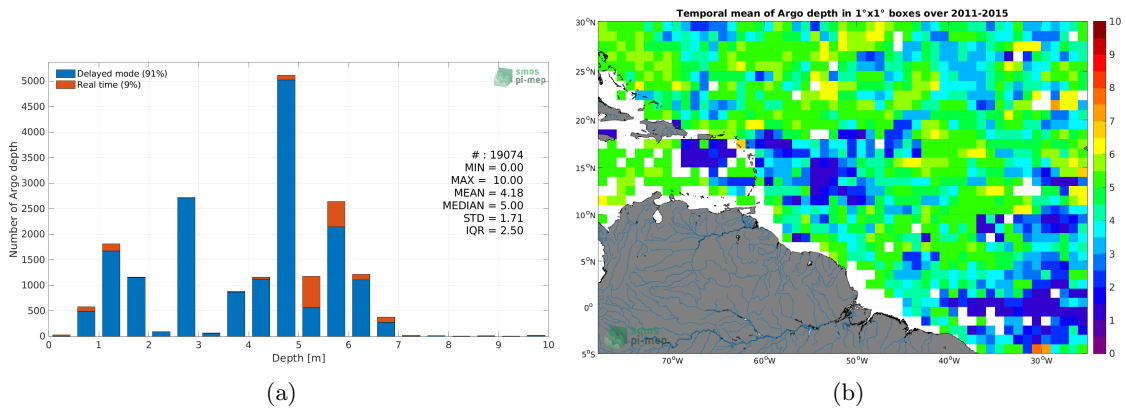 Delayed mode (91%)
Real time (9%)
smos
pi-mep
# : 19074
MIN = 0.00
MAX = 10.00
MEAN = 4.18
MEDIAN = 5.00
STD = 1.71
IQR = 2.50
Number of Argo depth
5000
4500
4000
3500
3000
2500
2000
1500
1000
500
0
0 1 2 3 4 5 6 7 8 9 10
Depth [m]
(a)
Temporal mean of Argo depth in 1°x1° boxes over 2011-2015
30°N
25°N
20°N
15°N
10°N
5°N
0°
5°S
70°W 60°W 50°W 40°W 30°W
smos
pi-mep
10
9
8
7
6
5
4
3
2
1
0
(b)